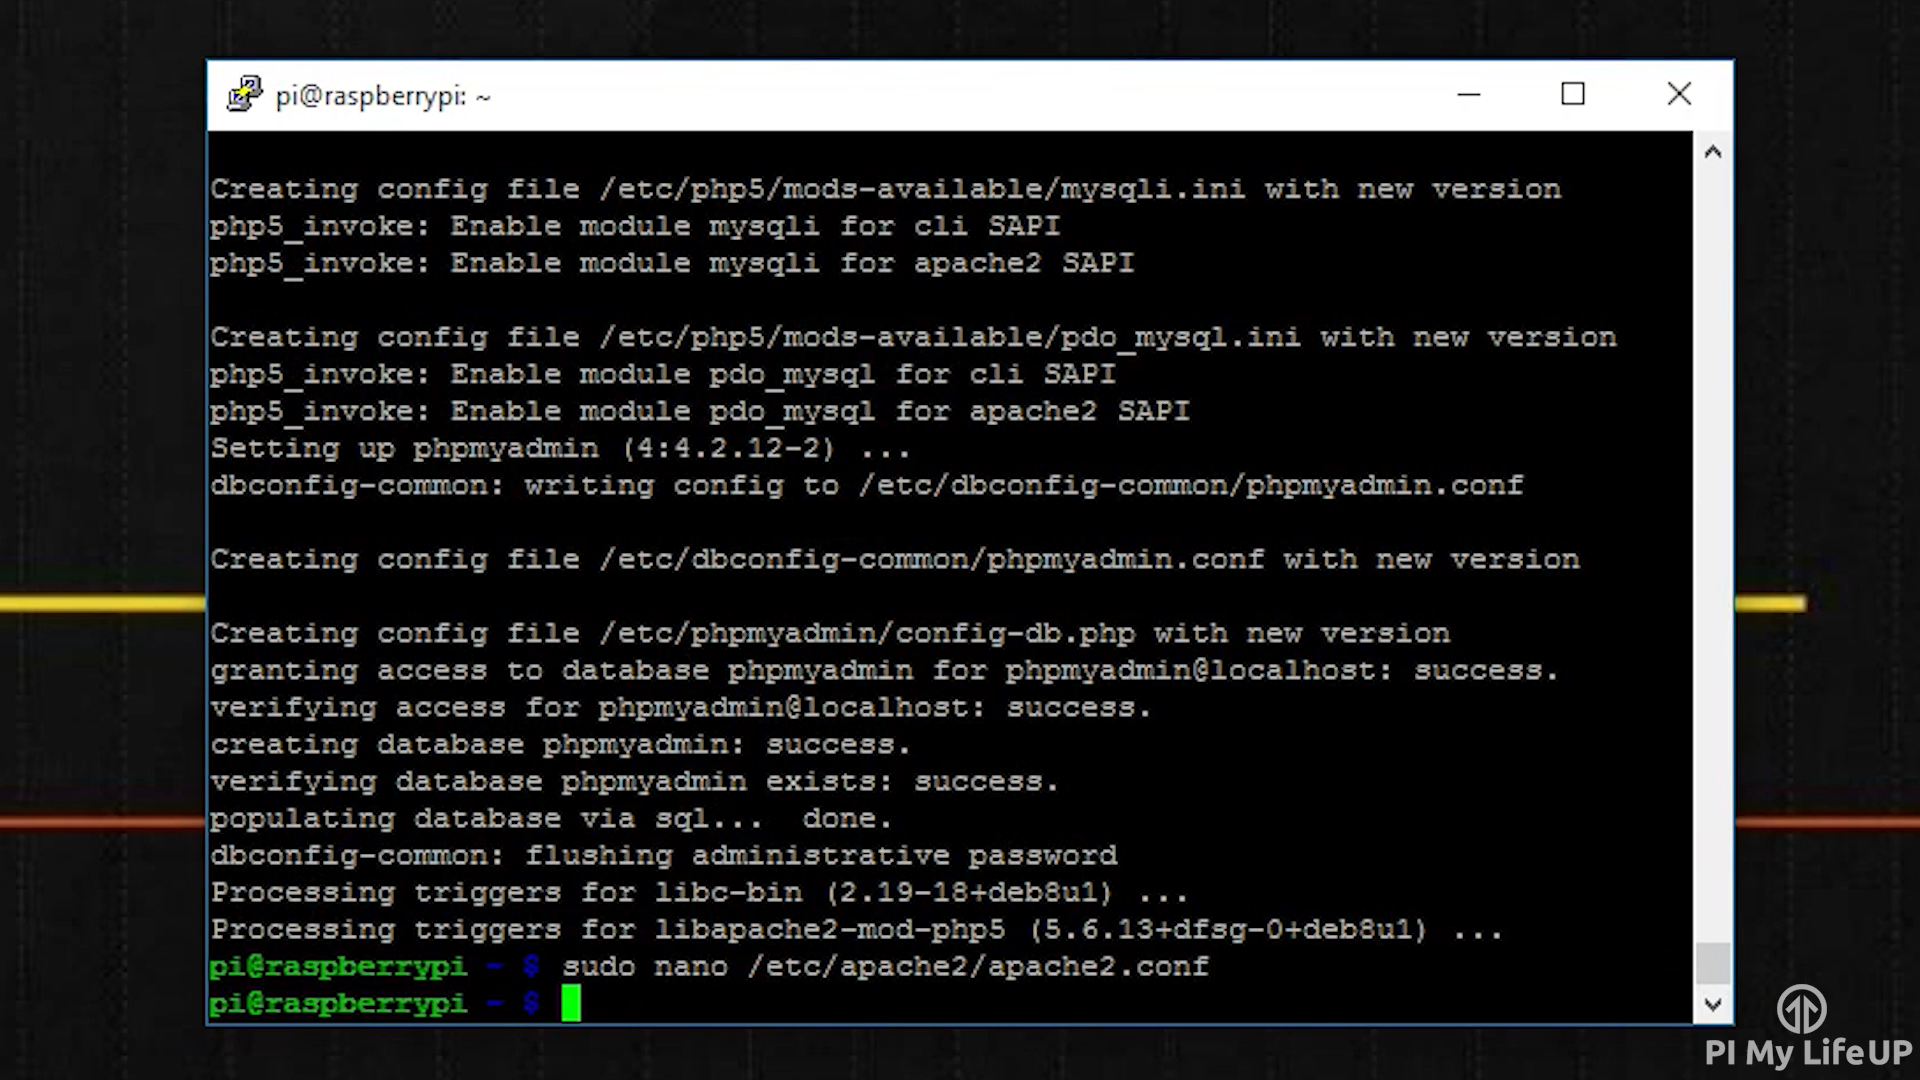 pi@raspberrypi: ~
Creating config file /etc/php5/mods-available/mysqli.ini with new version
php5_invoke: Enable module mysqli for cli SAPI
php5_invoke: Enable module mysqli for apache2 SAPI
Creating config file /etc/php5/mods-available/pdo_mysql.ini with new version
php5_invoke: Enable module pdo_mysql for cli SAPI
php5_invoke: Enable module pdo_mysql for apache2 SAPI
Setting up phpmyadmin (4:4.2.12-2) ...
dbconfig-common: writing config to /etc/dbconfig-common/phpmyadmin.conf
Creating config file /etc/dbconfig-common/phpmyadmin.conf with new version
Creating config file /etc/phpmyadmin/config-db.php with new version
granting access to database phpmyadmin for phpmyadmin@localhost: success.
verifying access for phpmyadmin@localhost: success.
creating database phpmyadmin: success.
verifying database phpmyadmin exists: success.
populating database via sql...  done.
dbconfig-common: flushing administrative password
Processing triggers for libc-bin (2.19-18+deb8u1) ...
Processing triggers for libapache2-mod-php5 (5.6.13+dfsg-0+deb8u1) ...
pi@raspberrypi ~ $ sudo nano /etc/apache2/apache2.conf
pi@raspberrypi ~ $
PI My LifeUP